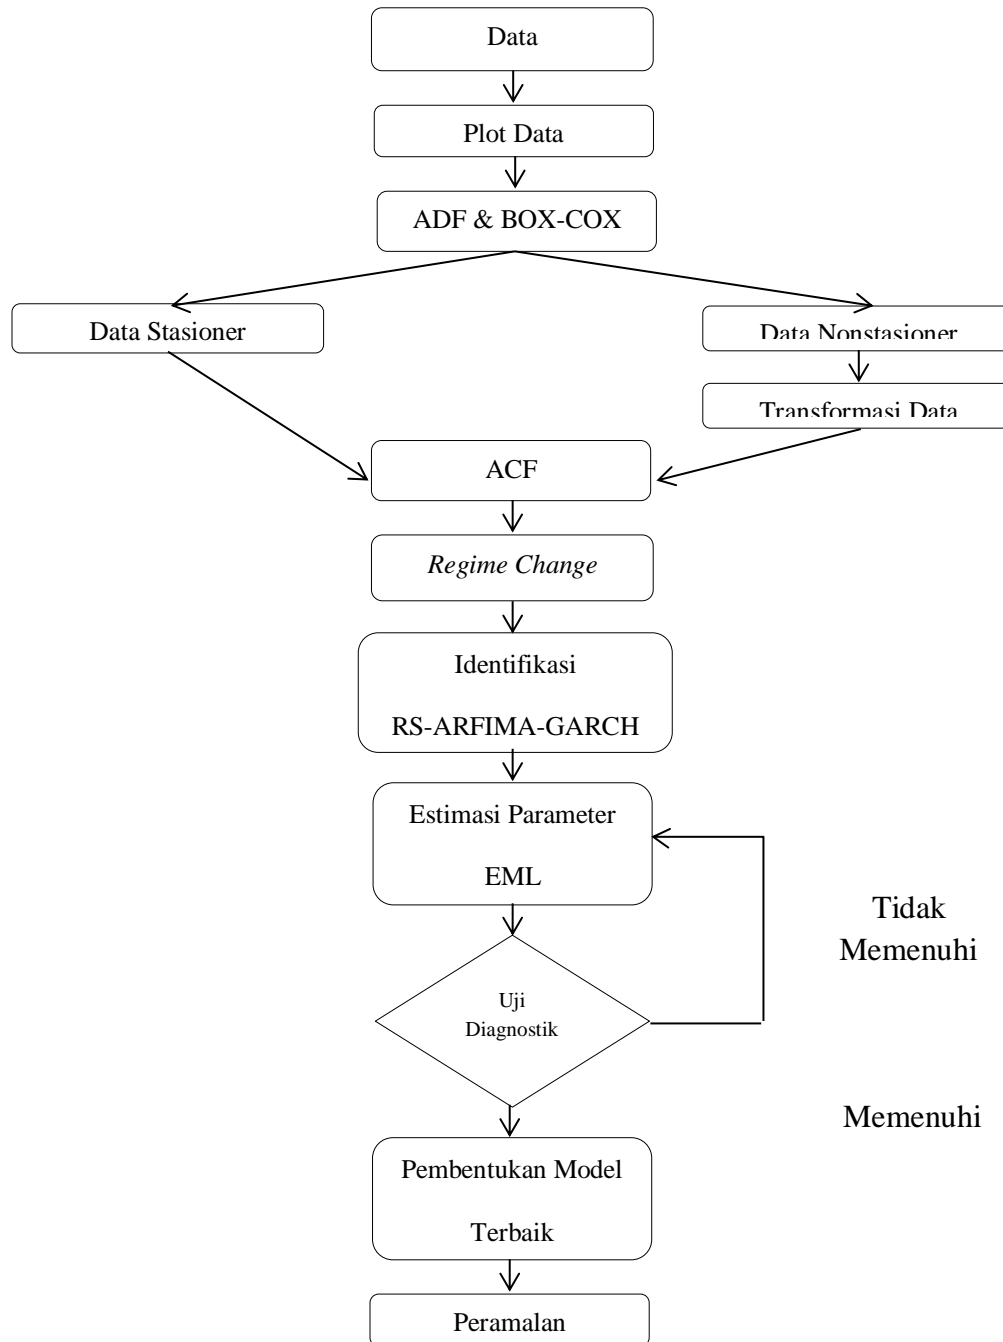 Data
Plot Data
ADF & BOX-COX
Data Stasioner
Data Nonstasioner
Transformasi Data
ACF
Regime Change
Identifikasi
RS-ARFIMA-GARCH
Estimasi Parameter
EML
Tidak
Memenuhi
Uji
Diagnostik
Memenuhi
Pembentukan Model
Terbaik
Peramalan